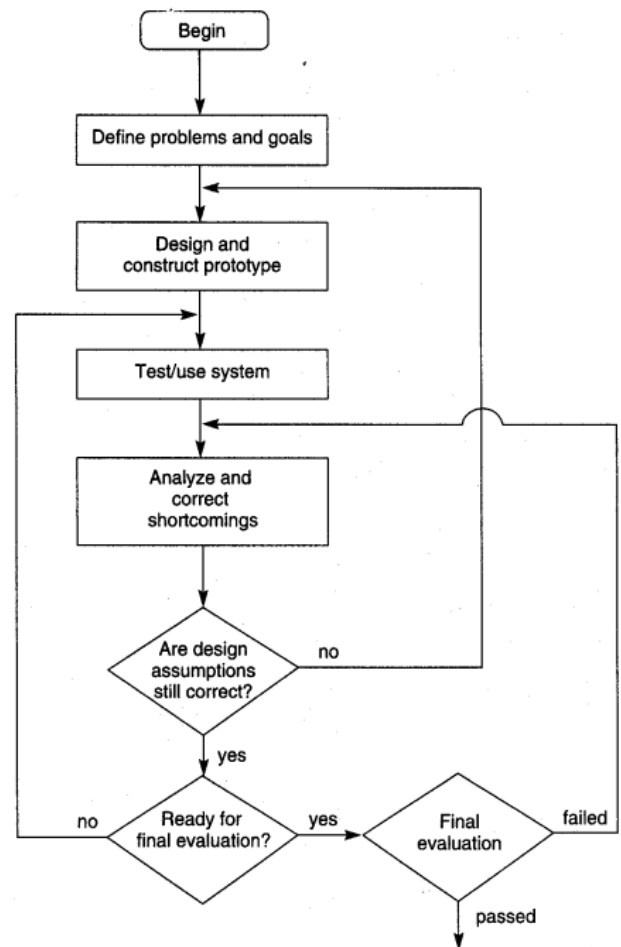 Begin
Define problems and goals
Design and
construct prototype
Test/use system
Analyze and
correct
shortcomings
Are design
assumptions
still correct?
no
yes
Ready for
final evaluation?
no
yes
Final
evaluation
failed
passed